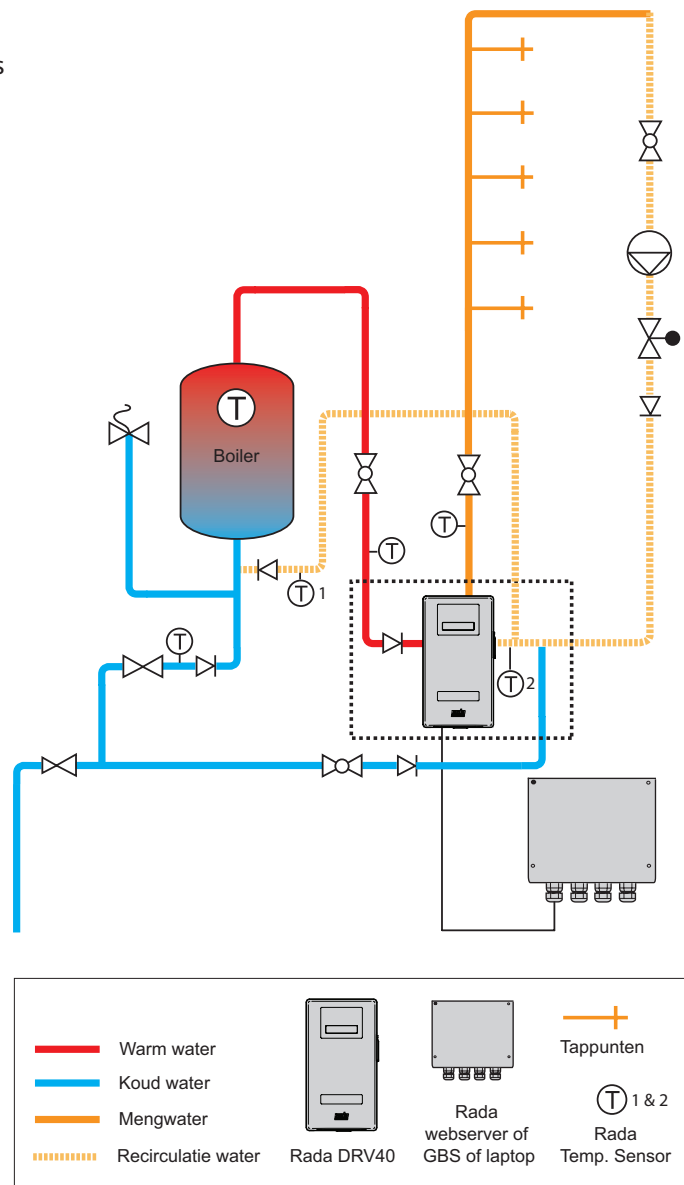 s
T
Boiler
T
T
T 1
T
T 2
Warm water
Koud water
Mengwater
Recirculatie water
Rada DRV40
Rada
webserver of
GBS of laptop
Tappunten
T 1 & 2
Rada
Temp. Sensor